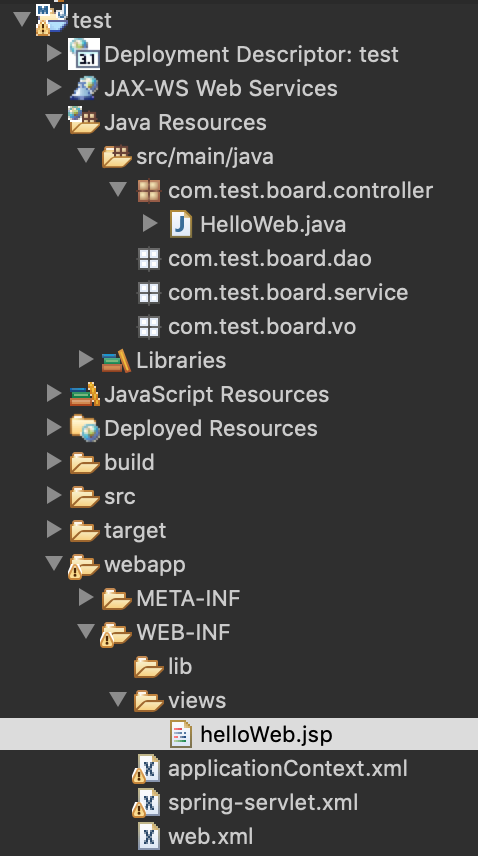 test
3.1 Deployment Descriptor: test
JAX-WS Web Services
Java Resources
src/main/java
com.test.board.controller
J HelloWeb.java
com.test.board.dao
com.test.board.service
com.test.board.vo
Libraries
JavaScript Resources
Deployed Resources
build
src
target
webapp
META-INF
WEB-INF
lib
views
helloWeb.jsp
X applicationContext.xml
X spring-servlet.xml
X web.xml